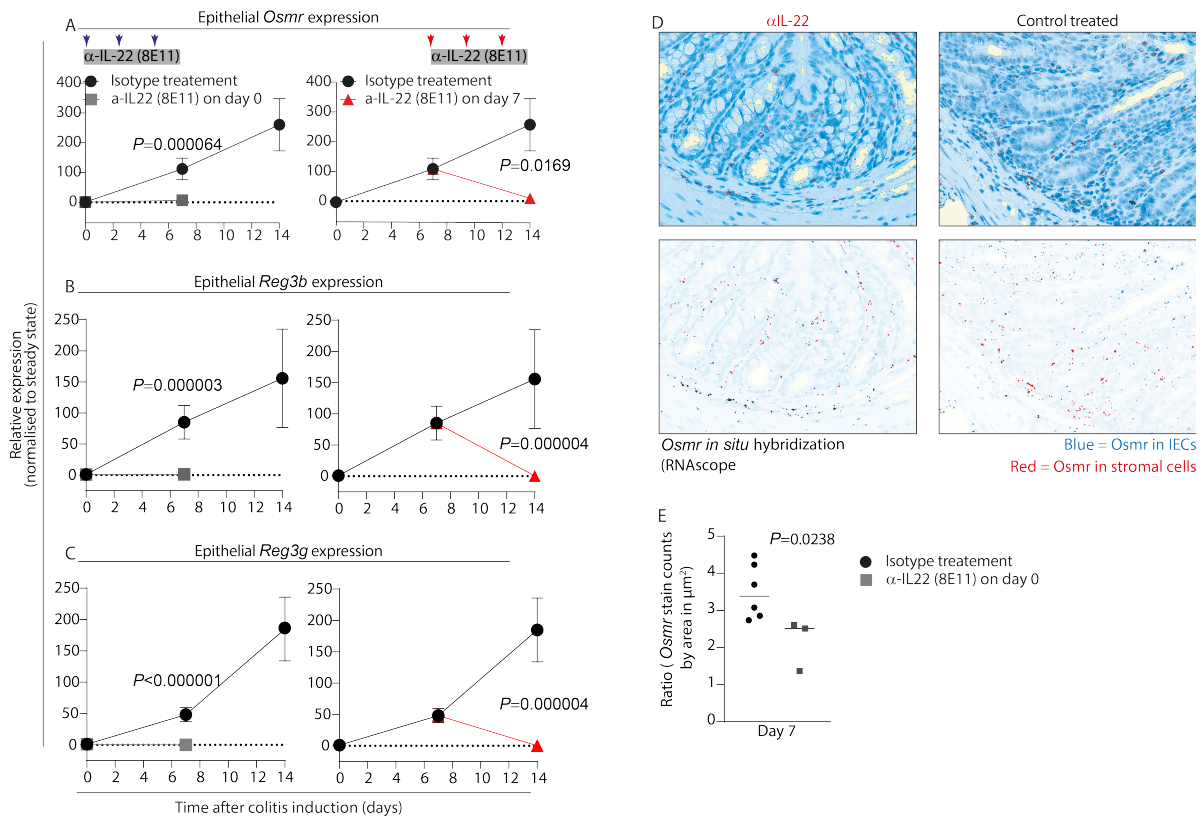 A
Epithelial Osmr expression
α-IL-22 (8E11)
α-IL-22 (8E11)
Isotype treatement
a-IL22 (8E11) on day 0
Isotype treatement
a-IL-22 (8E11) on day 7
400
300
200
100
0
P=0.000064
P=0.0169
0 2 4 6 8 10 12 14
0 2 4 6 8 10 12 14
B
Epithelial Reg3b expression
250
200
150
100
50
0
P=0.000003
0 2 4 6 8 10 12 14
250
200
150
100
50
0
P=0.000004
0 2 4 6 8 10 12 14
Relative expression
(normalised to steady state)
C
Epithelial Reg3g expression
250
200
150
100
50
0
P<0.000001
0 2 4 6 8 10 12 14
250
200
150
100
50
0
P=0.000004
0 2 4 6 8 10 12 14
Time after colitis induction (days)
D
αIL-22
Control treated
Osmr in situ hybridization
(RNAscope
Blue = Osmr in IECs
Red = Osmr in stromal cells
E
Ratio ( Osmr stain counts
by area in µm²)
5
4
3
2
1
0
P=0.0238
Day 7
Isotype treatement
α-IL22 (8E11) on day 0